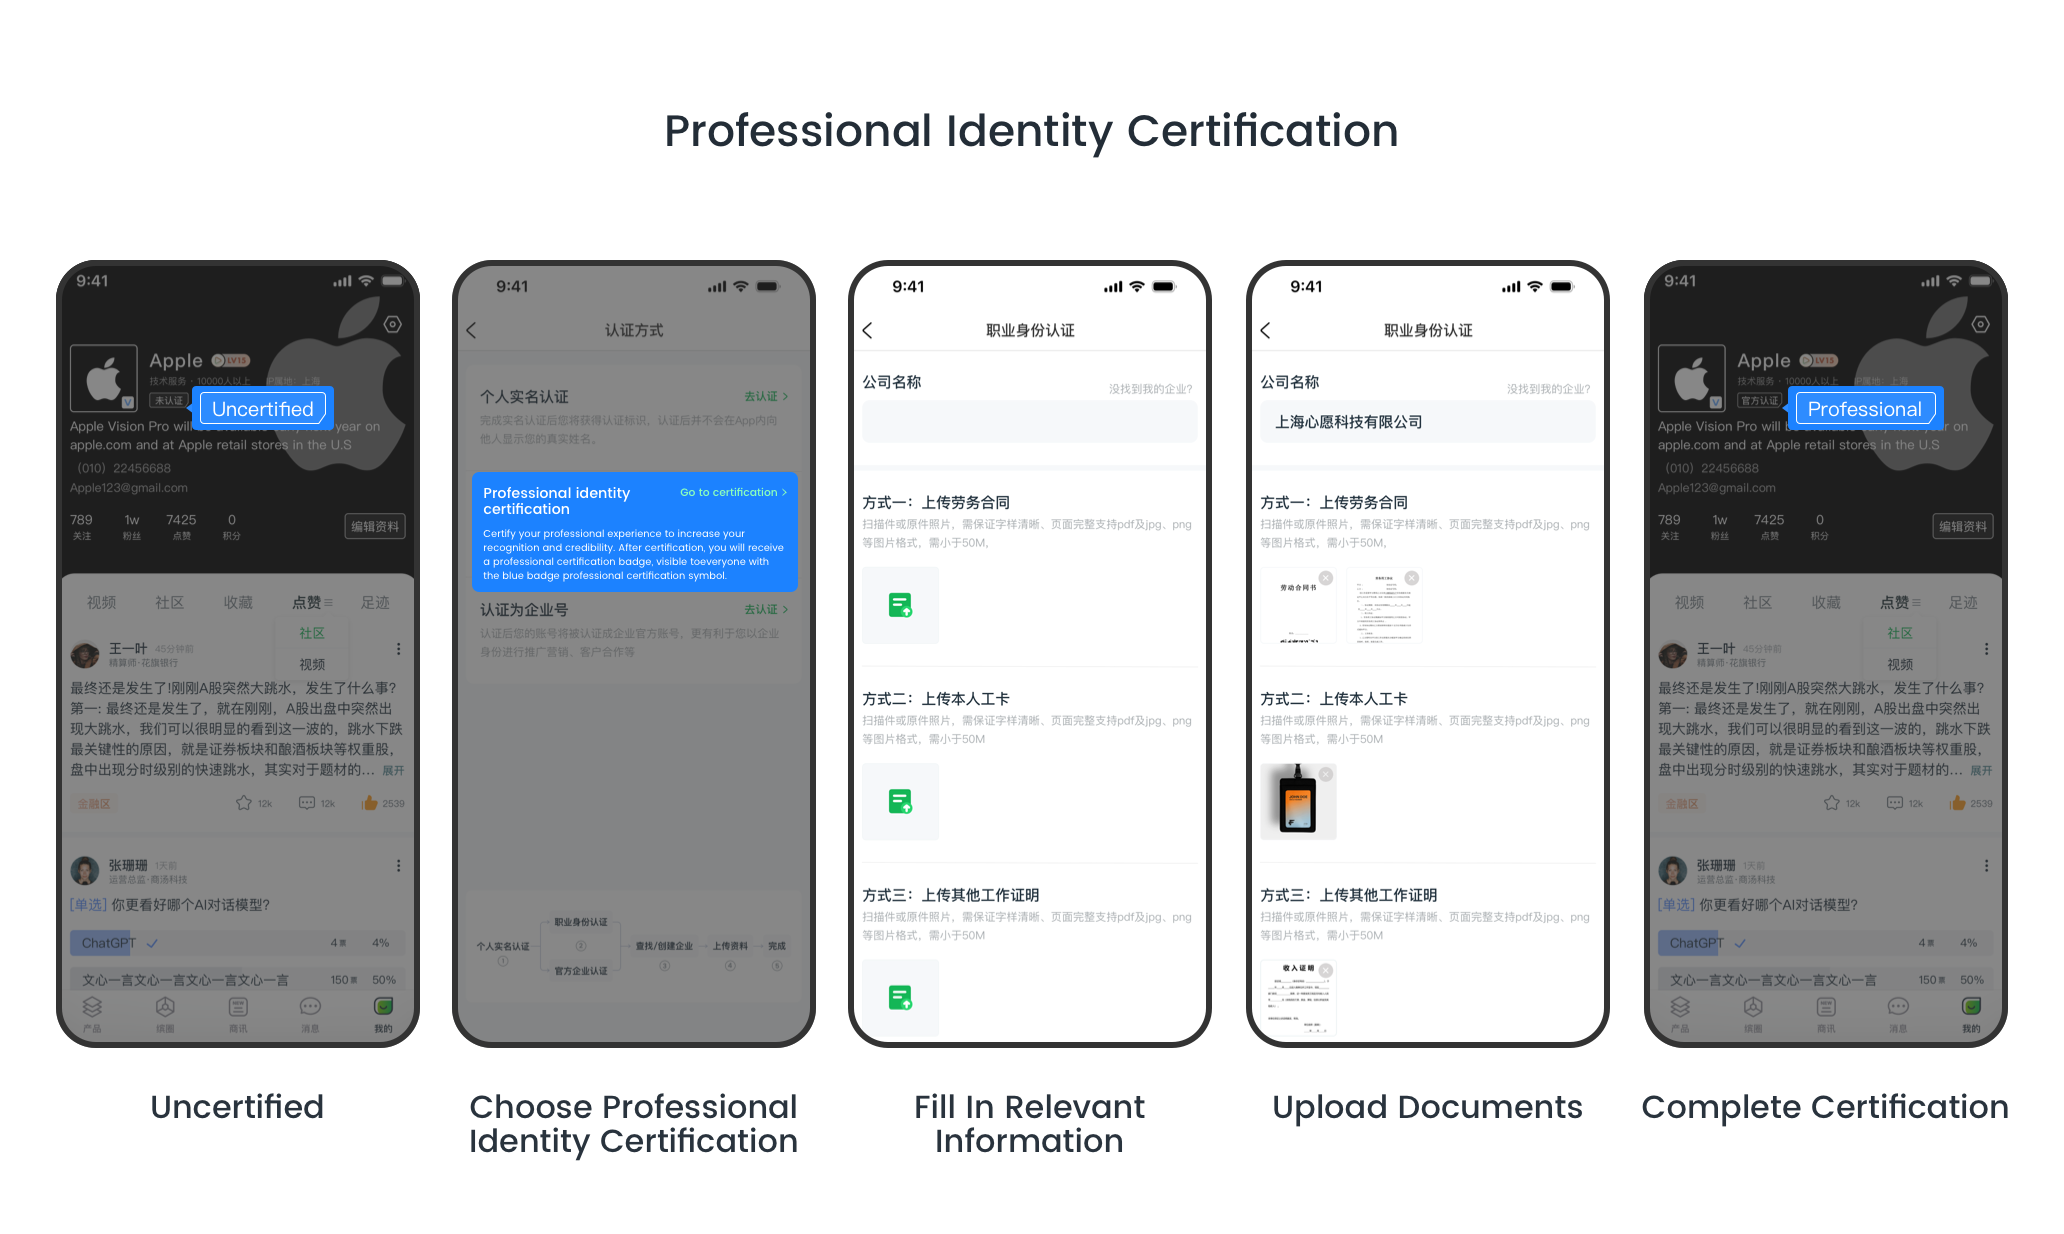 Professional Identity Certification
9:41
Apple LV15
技术服务 · 10000人以上 IP属地：上海
未认证
Uncertified
Apple Vision Pro will year on
apple.com and at Apple retail stores in the U.S
（010）22456688
Apple123@gmail.com
789 1w 7425 0
关注 粉丝 点赞 积分
编辑资料
视频 社区 收藏 点赞 足迹
社区
视频
王一叶 45分钟前
精算师·花旗银行
最终还是发生了!刚刚A股突然大跳水，发生了什么事?
第一: 最终还是发生了，就在刚刚，A股出盘中突然出
现大跳水，我们可以很明显的看到这一波的，跳水下跌
最关键性的原因，就是证券板块和酿酒板块等权重股，
盘中出现分时级别的快速跳水，其实对于题材的... 展开
金融区 12k 12k 2539
张珊珊 1天前
运营总监·商汤科技
[单选] 你更看好哪个AI对话模型?
ChatGPT 4票 4%
文心一言文心一言文心一言文心一言 150票 50%
产品 缤圈 商讯 消息 我的
Uncertified
9:41
认证方式
个人实名认证 去认证
完成实名认证后您将获得认证标识，认证后并不会在App内向
他人显示您的真实姓名。
Professional identity
certification
Go to certification
Certify your professional experience to increase your
recognition and credibility. After certification, you will receive
a professional certification badge, visible toeveryone with
the blue badge professional certification symbol.
认证为企业号 去认证
认证后您的账号将被认证成企业官方账号，更有利于您以企业
身份进行推广营销、客户合作等
个人实名认证 ①
职业身份认证 ②
官方企业认证
查找/创建企业 ③
上传资料 ④
完成 ⑤
Choose Professional
Identity Certification
9:41
职业身份认证
公司名称 没找到我的企业?
方式一：上传劳务合同
扫描件或原件照片，需保证字样清晰、页面完整支持pdf及jpg、png
等图片格式，需小于50M。
方式二：上传本人工卡
扫描件或原件照片，需保证字样清晰、页面完整支持pdf及jpg、png
等图片格式，需小于50M
方式三：上传其他工作证明
扫描件或原件照片，需保证字样清晰、页面完整支持pdf及jpg、png
等图片格式，需小于50M
Fill In Relevant
Information
9:41
职业身份认证
公司名称 没找到我的企业?
上海心愿科技有限公司
方式一：上传劳务合同
扫描件或原件照片，需保证字样清晰、页面完整支持pdf及jpg、png
等图片格式，需小于50M。
劳动合同书
方式二：上传本人工卡
扫描件或原件照片，需保证字样清晰、页面完整支持pdf及jpg、png
等图片格式，需小于50M
方式三：上传其他工作证明
扫描件或原件照片，需保证字样清晰、页面完整支持pdf及jpg、png
等图片格式，需小于50M
收入证明
Upload Documents
9:41
Apple LV15
技术服务 · 10000人以上 IP属地：上海
官方认证
Professional
Apple Vision Pro will on
apple.com and at Apple retail stores in the U.S
（010）22456688
Apple123@gmail.com
789 1w 7425 0
关注 粉丝 点赞 积分
编辑资料
视频 社区 收藏 点赞 足迹
社区
视频
王一叶 45分钟前
精算师·花旗银行
最终还是发生了!刚刚A股突然大跳水，发生了什么事?
第一: 最终还是发生了，就在刚刚，A股出盘中突然出
现大跳水，我们可以很明显的看到这一波的，跳水下跌
最关键性的原因，就是证券板块和酿酒板块等权重股，
盘中出现分时级别的快速跳水，其实对于题材的... 展开
金融区 12k 12k 2539
张珊珊 1天前
运营总监·商汤科技
[单选] 你更看好哪个AI对话模型?
ChatGPT 4票 4%
文心一言文心一言文心一言文心一言 150票 50%
产品 缤圈 商讯 消息 我的
Complete Certification